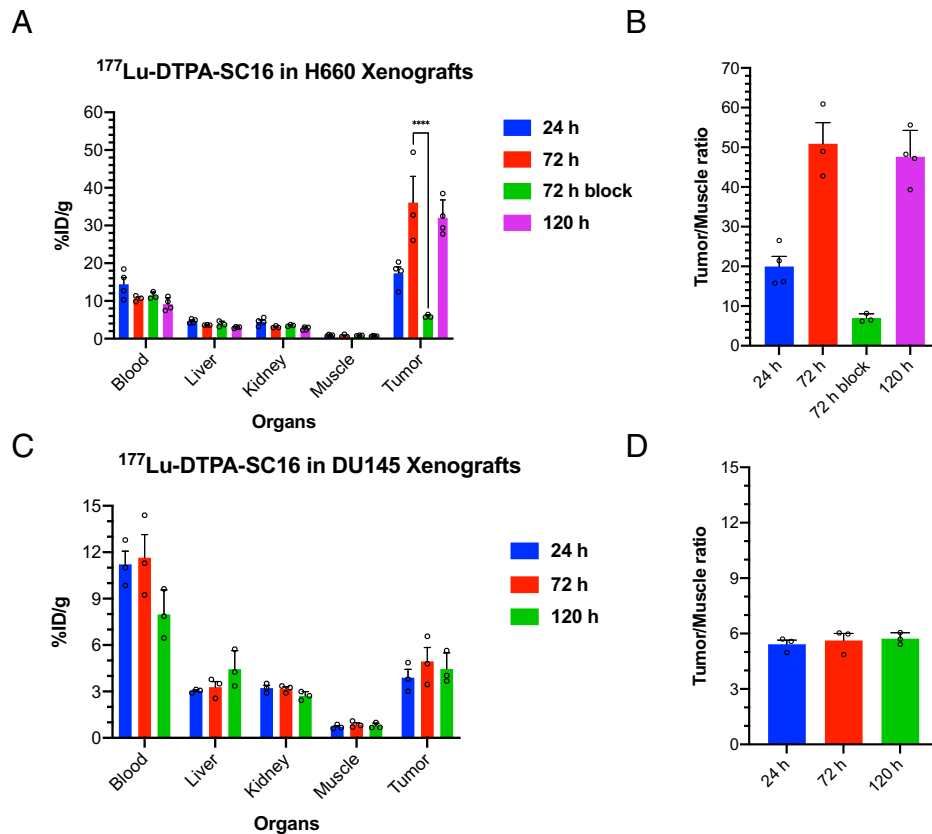 A
¹⁷⁷Lu-DTPA-SC16 in H660 Xenografts
60
50
40
30
20
10
0
%ID/g
****
Blood
Liver
Kidney
Muscle
Tumor
Organs
24 h
72 h
72 h block
120 h
B
80
70
60
50
40
30
20
10
0
Tumor/Muscle ratio
24 h
72 h
72 h block
120 h
C
¹⁷⁷Lu-DTPA-SC16 in DU145 Xenografts
15
12
9
6
3
0
%ID/g
Blood
Liver
Kidney
Muscle
Tumor
Organs
24 h
72 h
120 h
D
15
12
9
6
3
0
Tumor/Muscle ratio
24 h
72 h
120 h